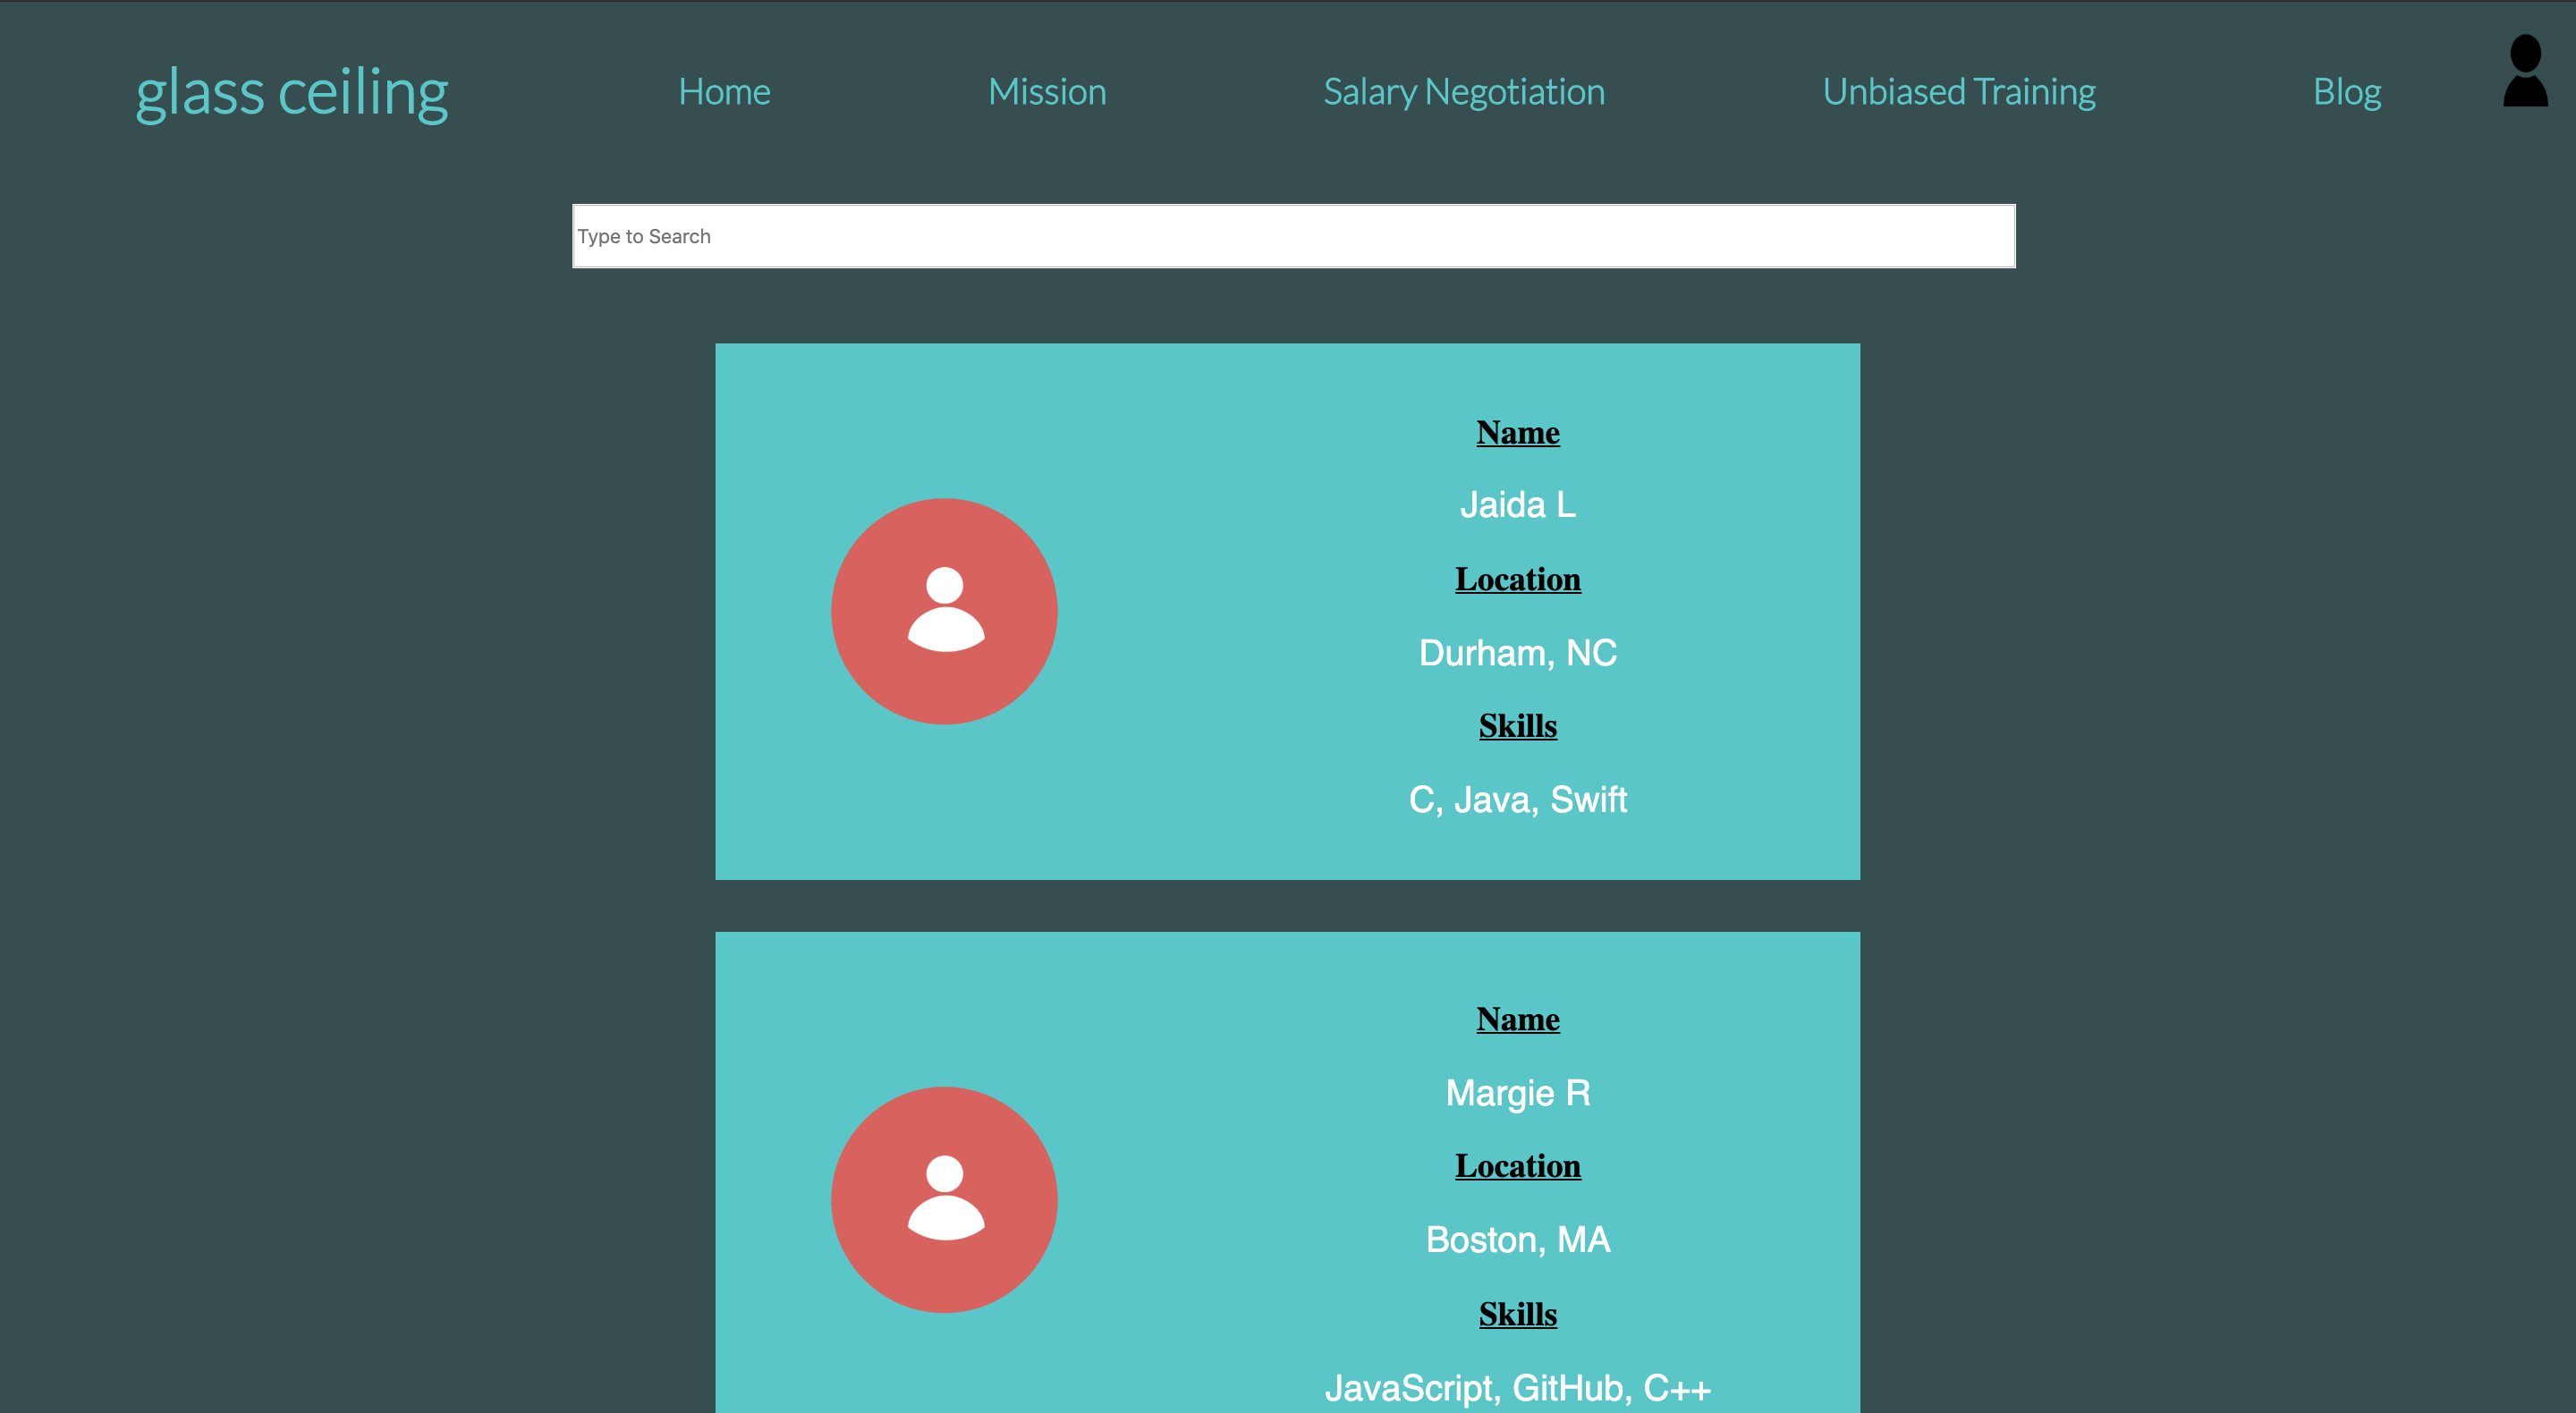 glass ceiling
Home Mission Salary Negotiation Unbiased Training Blog
Type to Search
Name
Jaida L
Location
Durham, NC
Skills
C, Java, Swift
Name
Margie R
Location
Boston, MA
Skills
JavaScript, GitHub, C++